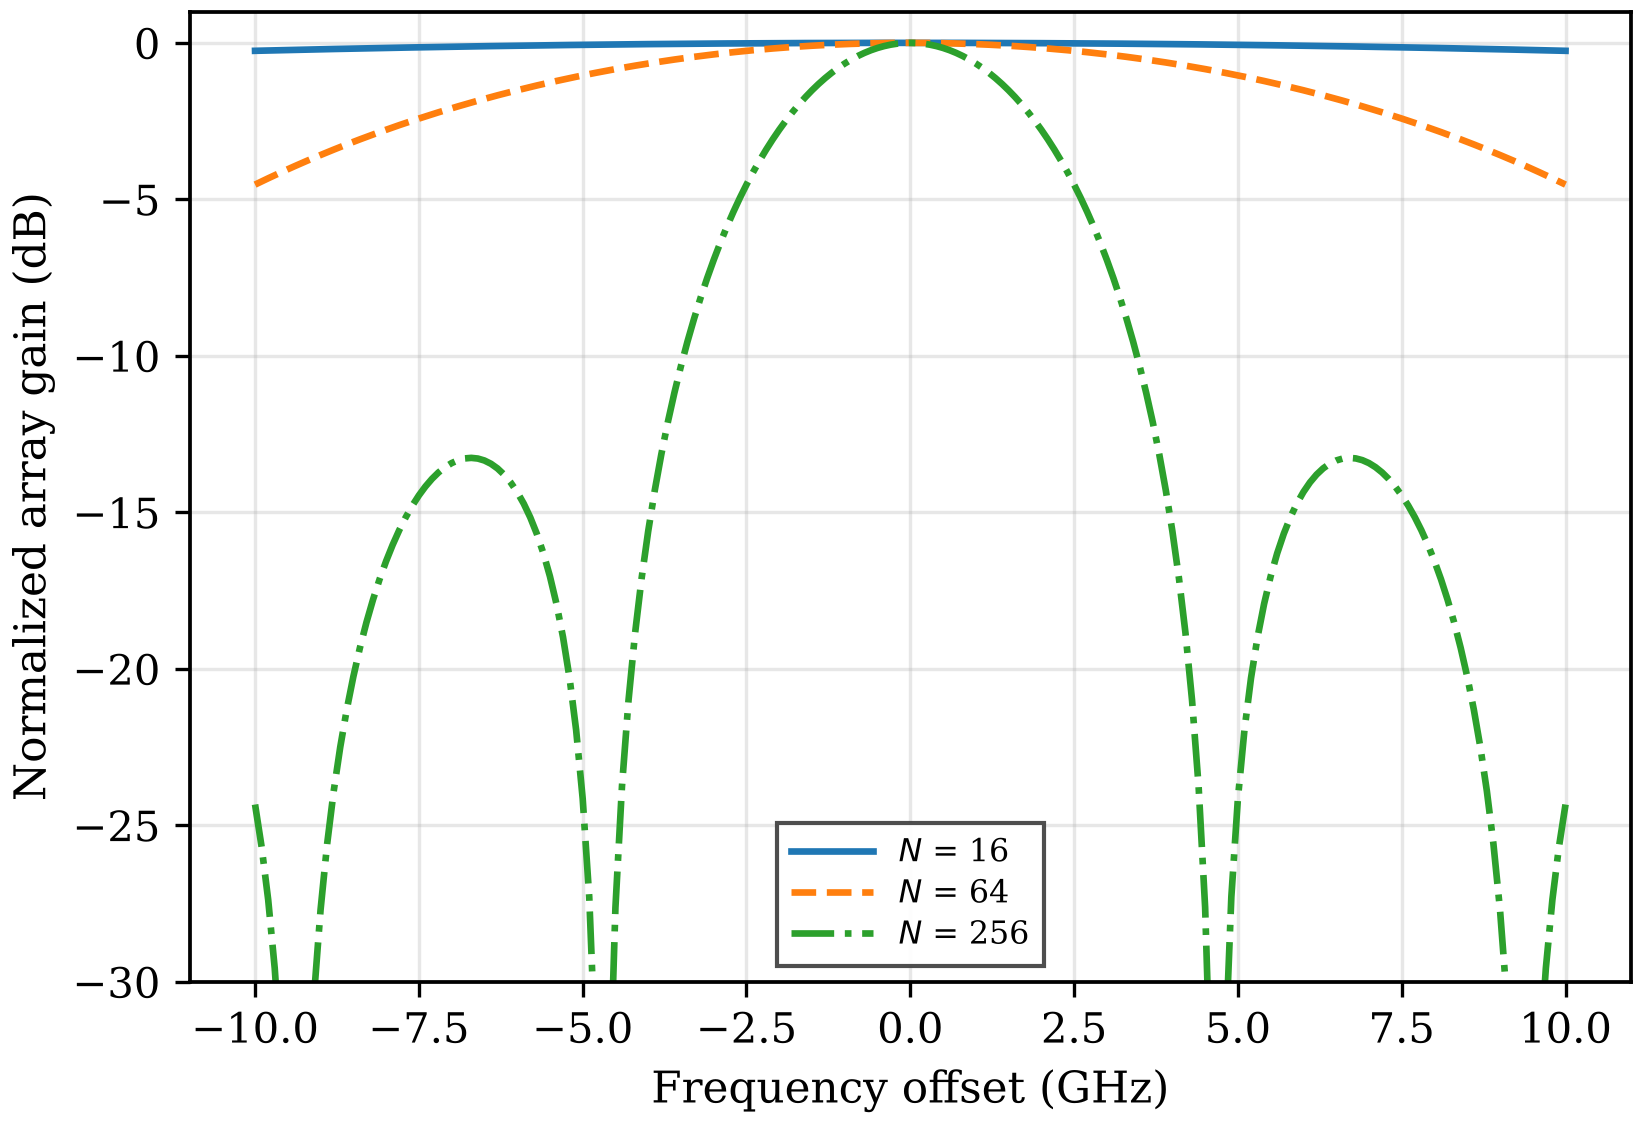 Normalized array gain (dB)
0
−5
−10
−15
−20
−25
−30
N = 16
N = 64
N = 256
−10.0 −7.5 −5.0 −2.5 0.0 2.5 5.0 7.5 10.0
Frequency offset (GHz)